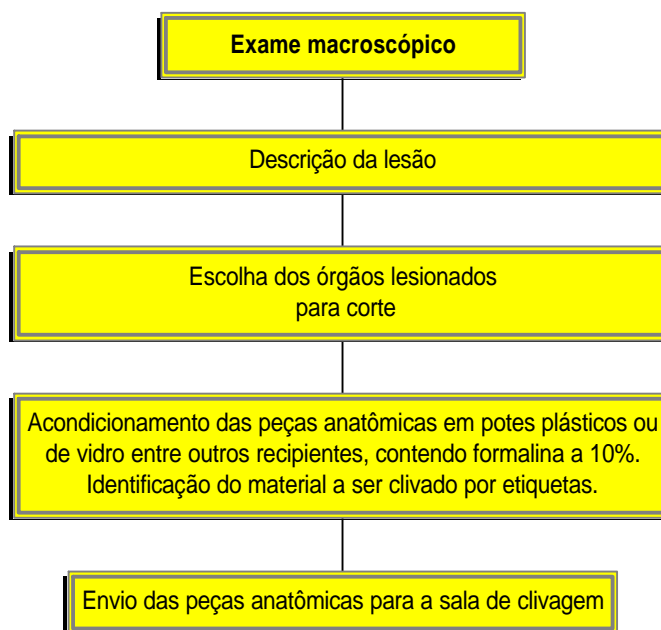 Exame macroscópico
Descrição da lesão
Escolha dos órgãos lesionados
para corte
Acondicionamento das peças anatômicas em potes plásticos ou
de vidro entre outros recipientes, contendo formalina a 10%.
Identificação do material a ser clivado por etiquetas.
Envio das peças anatômicas para a sala de clivagem